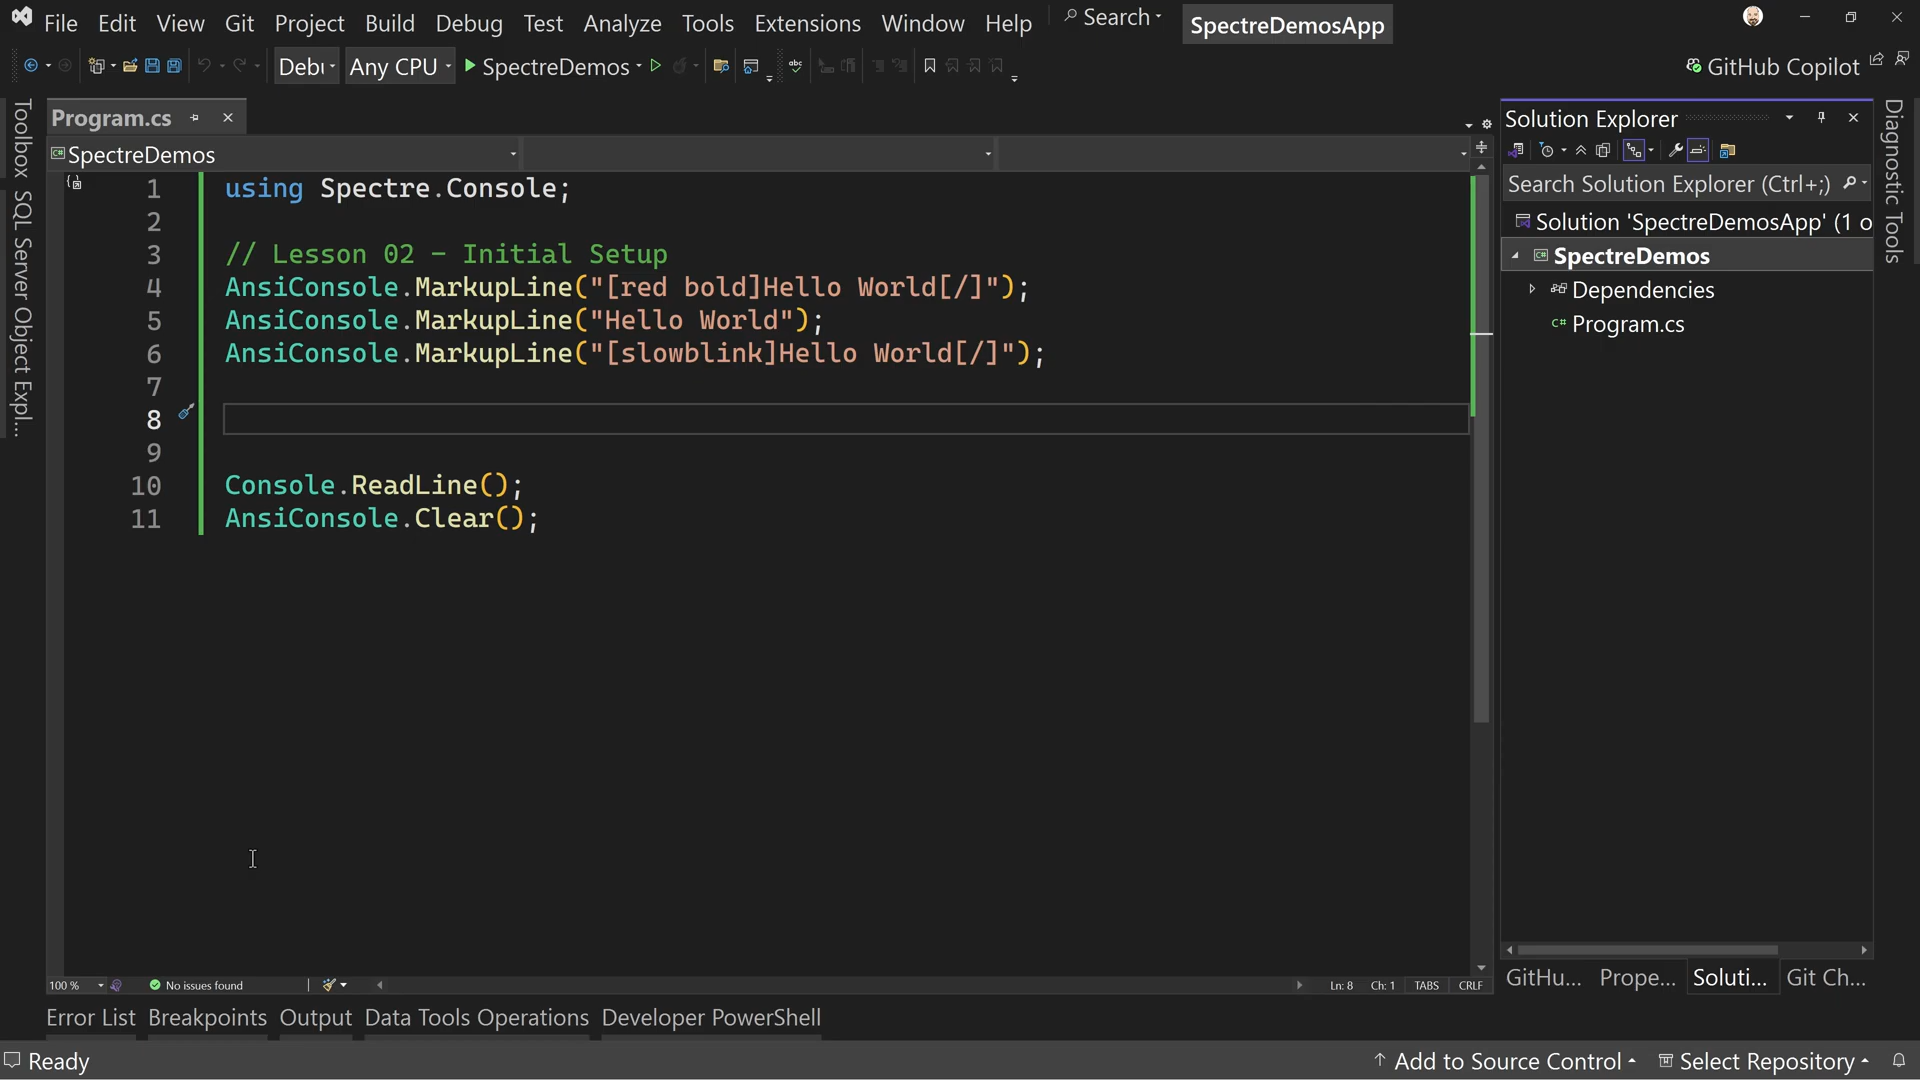 File Edit View Git Project Build Debug Test Analyze Tools Extensions Window Help Search SpectreDemosApp
Debu Any CPU SpectreDemos abc GitHub Copilot
Toolbox
SQL Server Object Expl...
Program.cs
SpectreDemos
1 using Spectre.Console;
2
3 // Lesson 02 - Initial Setup
4 AnsiConsole.MarkupLine("[red bold]Hello World[/]");
5 AnsiConsole.MarkupLine("Hello World");
6 AnsiConsole.MarkupLine("[slowblink]Hello World[/]");
7
8
9
10 Console.ReadLine();
11 AnsiConsole.Clear();
Solution Explorer
Search Solution Explorer (Ctrl+;)
Solution 'SpectreDemosApp' (1 o
C# SpectreDemos
Dependencies
C# Program.cs
Diagnostic Tools
100 % No issues found Ln: 8 Ch: 1 TABS CRLF
GitHu... Prope... Soluti... Git Ch...
Error List Breakpoints Output Data Tools Operations Developer PowerShell
Ready Add to Source Control Select Repository